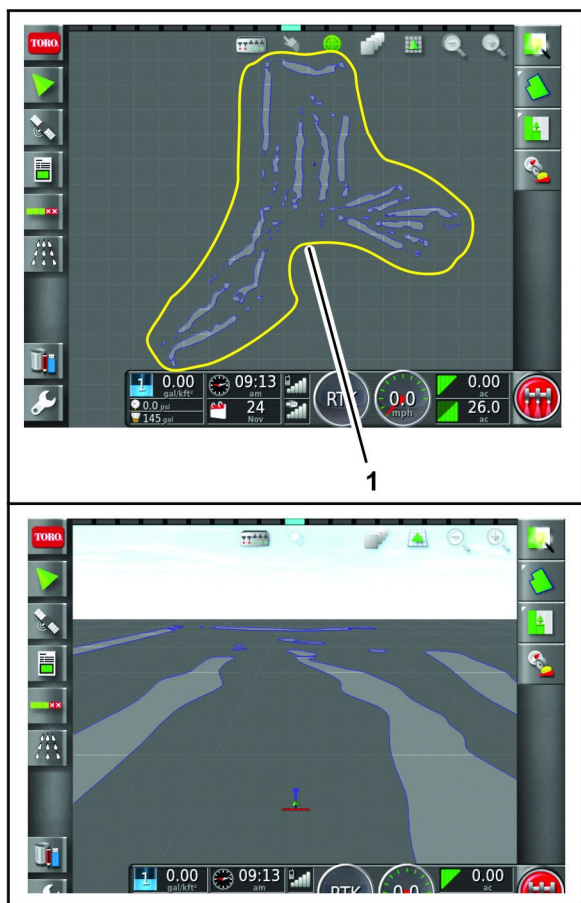 TORO.
1 0.00
gal/kft²
0.0 psi
145 gal
09:13
am
24
Nov
RTK
0.0
mph
0.00
ac
26.0
ac
1
TORO.
1 0.00
gal/kft²
09:13
am
RTK
0.0
0.00
ac